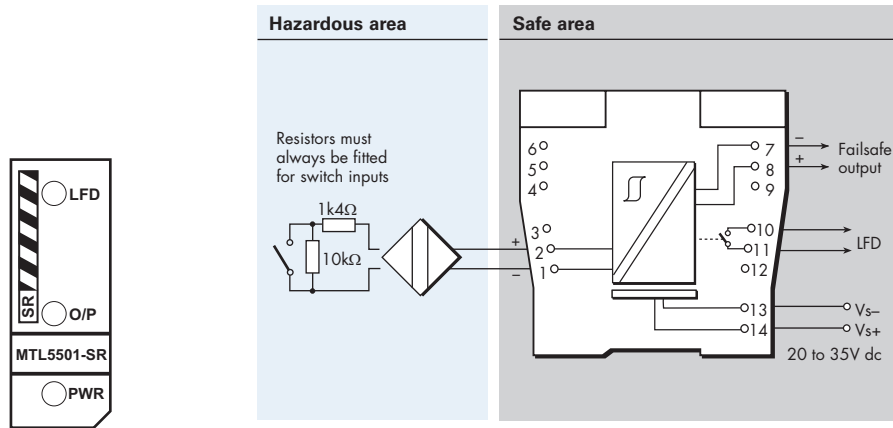 LFD
SR
O/P
MTL5501-SR
PWR
Hazardous area
Safe area
Resistors must
always be fitted
for switch inputs
1k4Ω
10kΩ
+
−
6
5
4
3
2
1
7
8
9
10
11
12
13
14
−
+
Failsafe
output
LFD
Vs–
Vs+
20 to 35V dc